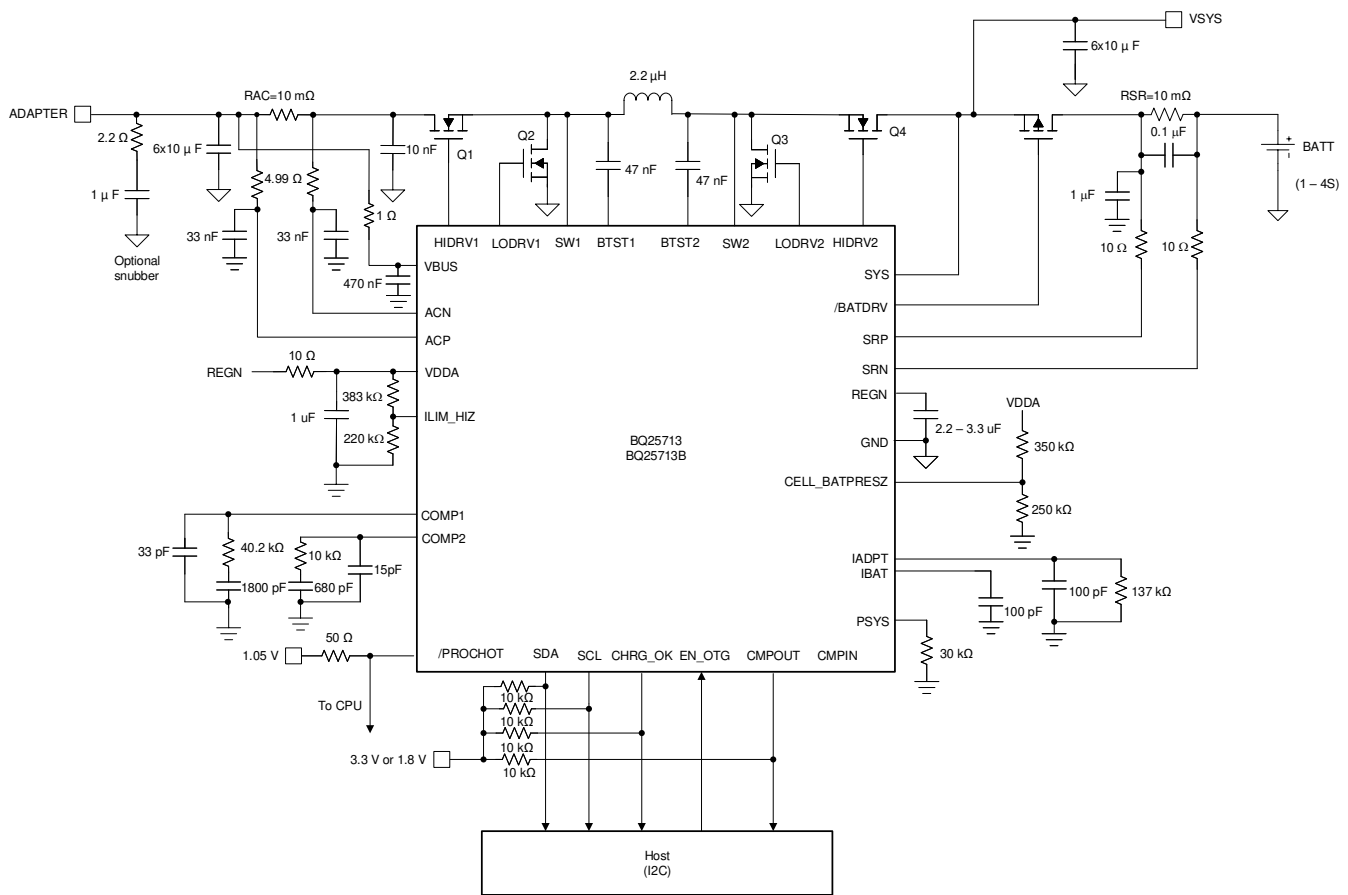 VSYS
6x10 µ F
2.2 µH
ADAPTER
RAC=10 mΩ
RSR=10 mΩ
2.2 Ω
6x10 µ F
10 nF
Q1
Q2
Q3
Q4
0.1 µF
BATT
+
-
(1 – 4S)
4.99 Ω
47 nF
47 nF
1 µ F
1 Ω
1 µF
33 nF
33 nF
10 Ω
10 Ω
Optional
snubber
HIDRV1
LODRV1
SW1
BTST1
BTST2
SW2
LODRV2
HIDRV2
VBUS
470 nF
SYS
/BATDRV
ACN
ACP
SRP
SRN
REGN
10 Ω
VDDA
383 kΩ
1 uF
ILIM_HIZ
220 kΩ
REGN
2.2 – 3.3 uF
GND
VDDA
350 kΩ
BQ25713
BQ25713B
CELL_BATPRESZ
250 kΩ
COMP1
COMP2
33 pF
40.2 kΩ
10 kΩ
15pF
1800 pF
680 pF
IADPT
IBAT
100 pF
100 pF
137 kΩ
PSYS
30 kΩ
1.05 V
50 Ω
/PROCHOT
SDA
SCL
CHRG_OK
EN_OTG
CMPOUT
CMPIN
To CPU
10 kΩ
10 kΩ
10 kΩ
10 kΩ
3.3 V or 1.8 V
Host
(I2C)